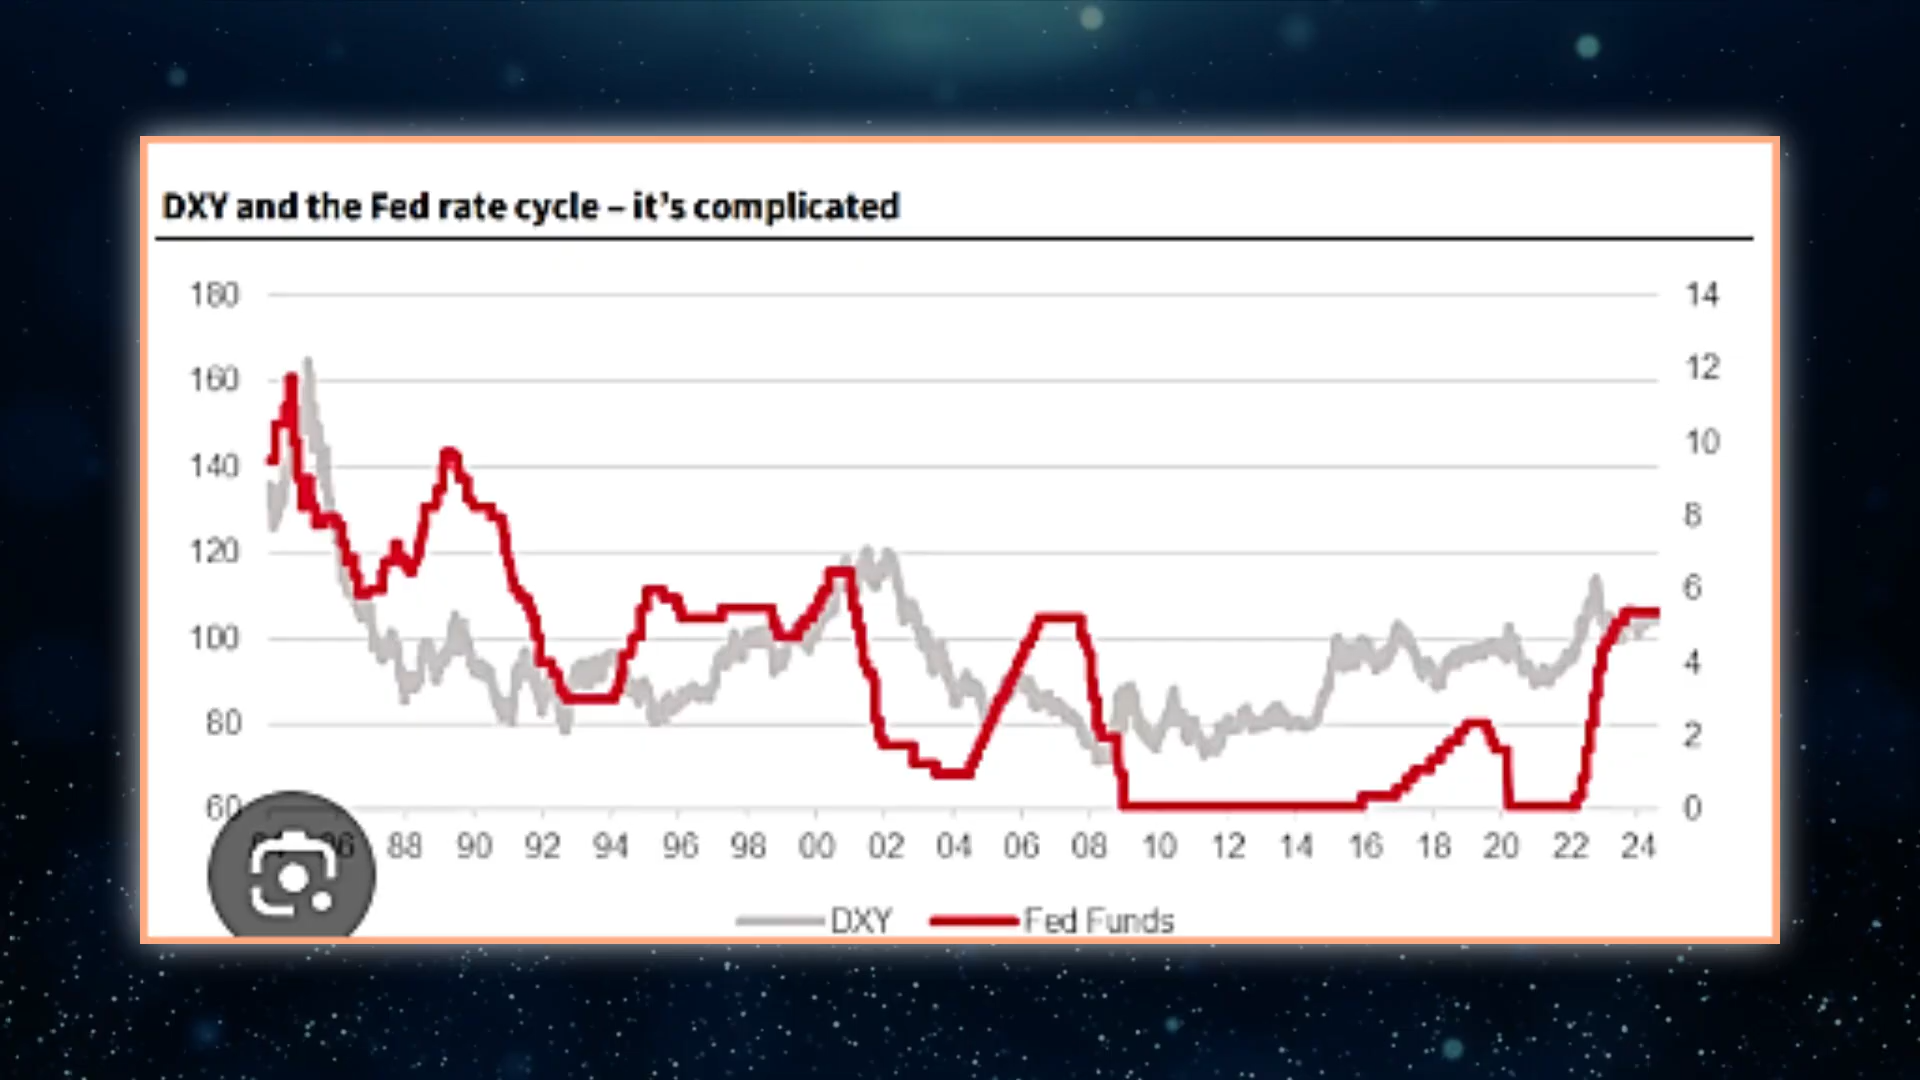 DXY and the Fed rate cycle – it's complicated
180 14
160 12
140 10
120 8
100 6
80 4
60 2
0
88 90 92 94 96 98 00 02 04 06 08 10 12 14 16 18 20 22 24
DXY Fed Funds